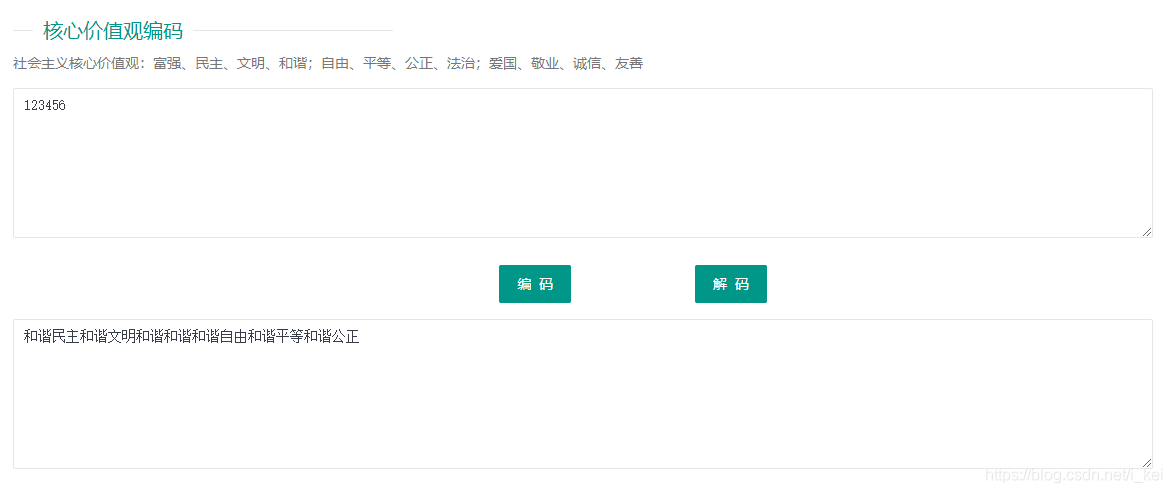 核心价值观编码
社会主义核心价值观：富强、民主、文明、和谐；自由、平等、公正、法治；爱国、敬业、诚信、友善
123456
编 码
解 码
和谐民主和谐文明和谐和谐和谐自由和谐平等和谐公正
https://blog.csdn.net/i_kei